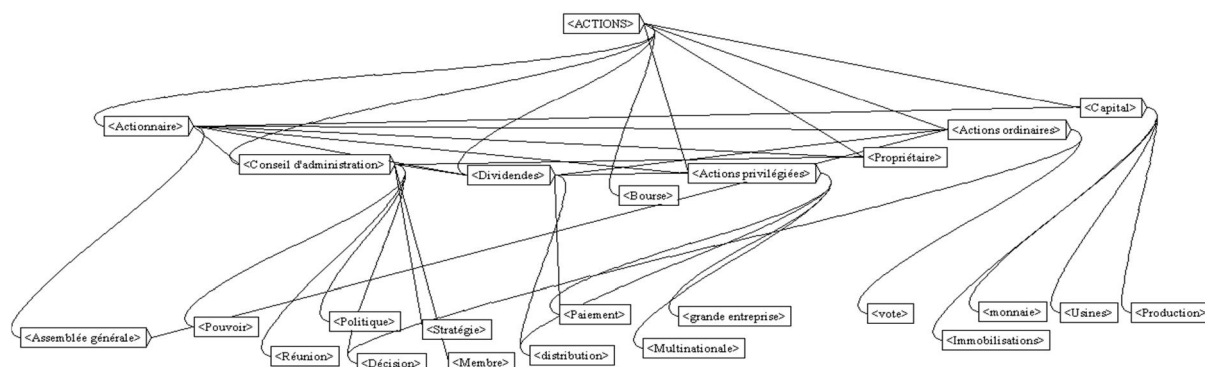 <ACTIONS>
<Capital>
<Actionnaire>
<Actions ordinaires>
<Propriétaire>
<Conseil d'administration>
<Dividendes>
<Actions privilégiées>
<Bourse>
<Assemblée générale>
<Pouvoir>
<Politique>
<Stratégie>
<Paiement>
<grande entreprise>
<vote>
<monnaie>
<Usines>
<Production>
<Réunion>
<Décision>
<Membre>
<distribution>
<Multinationale>
<Immobilisations>